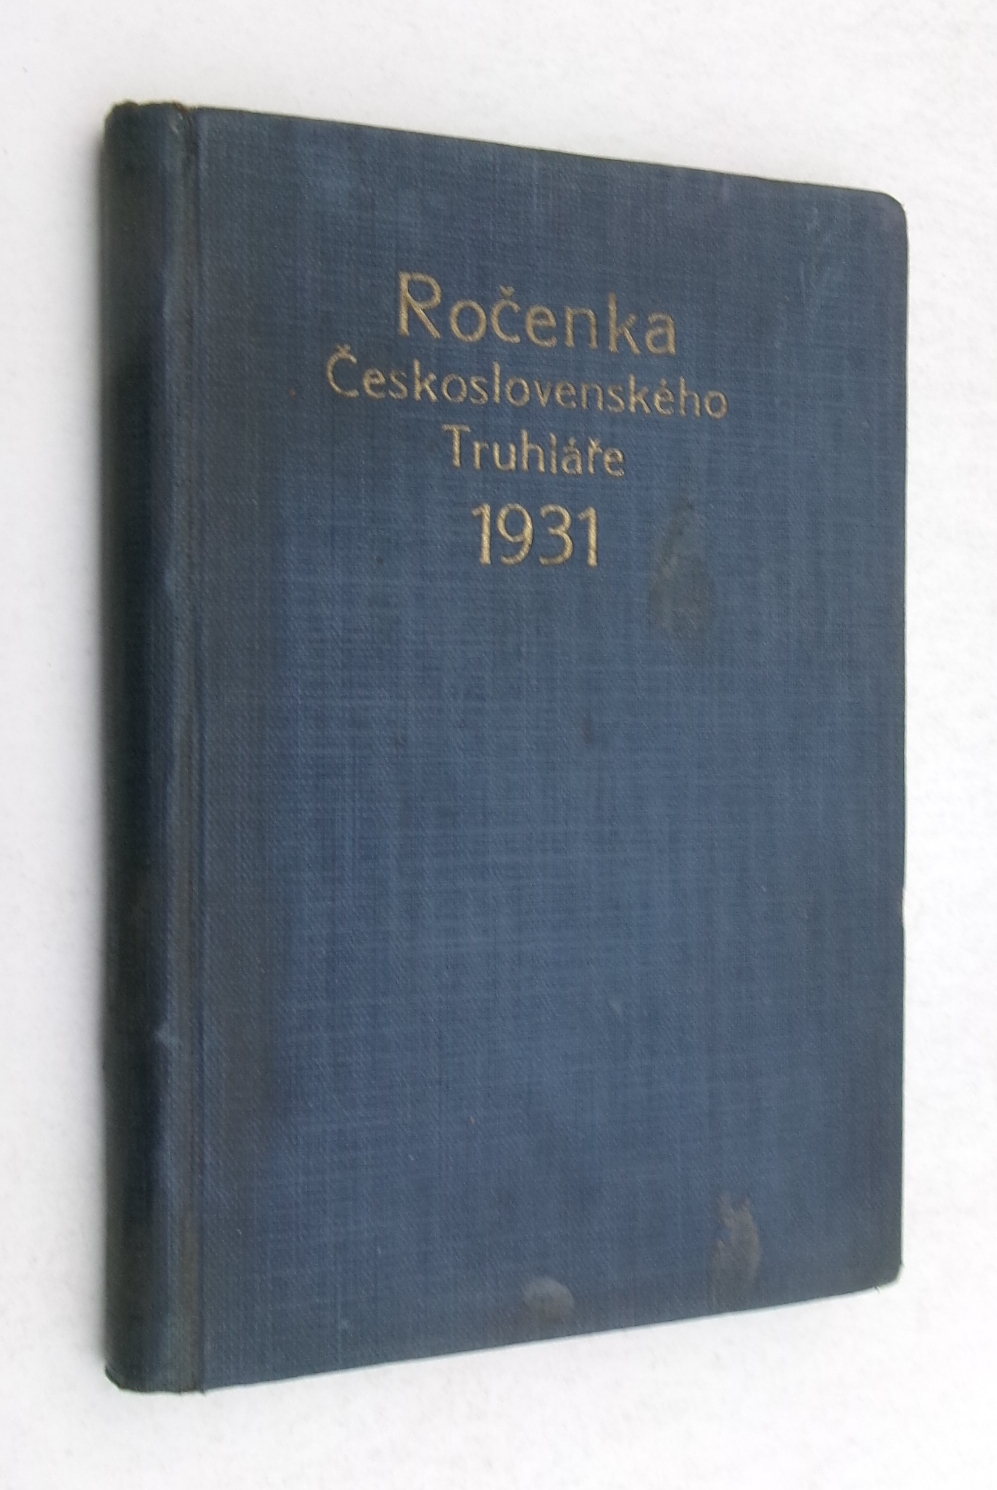 Ročenka
Československého
Truhláře
1931